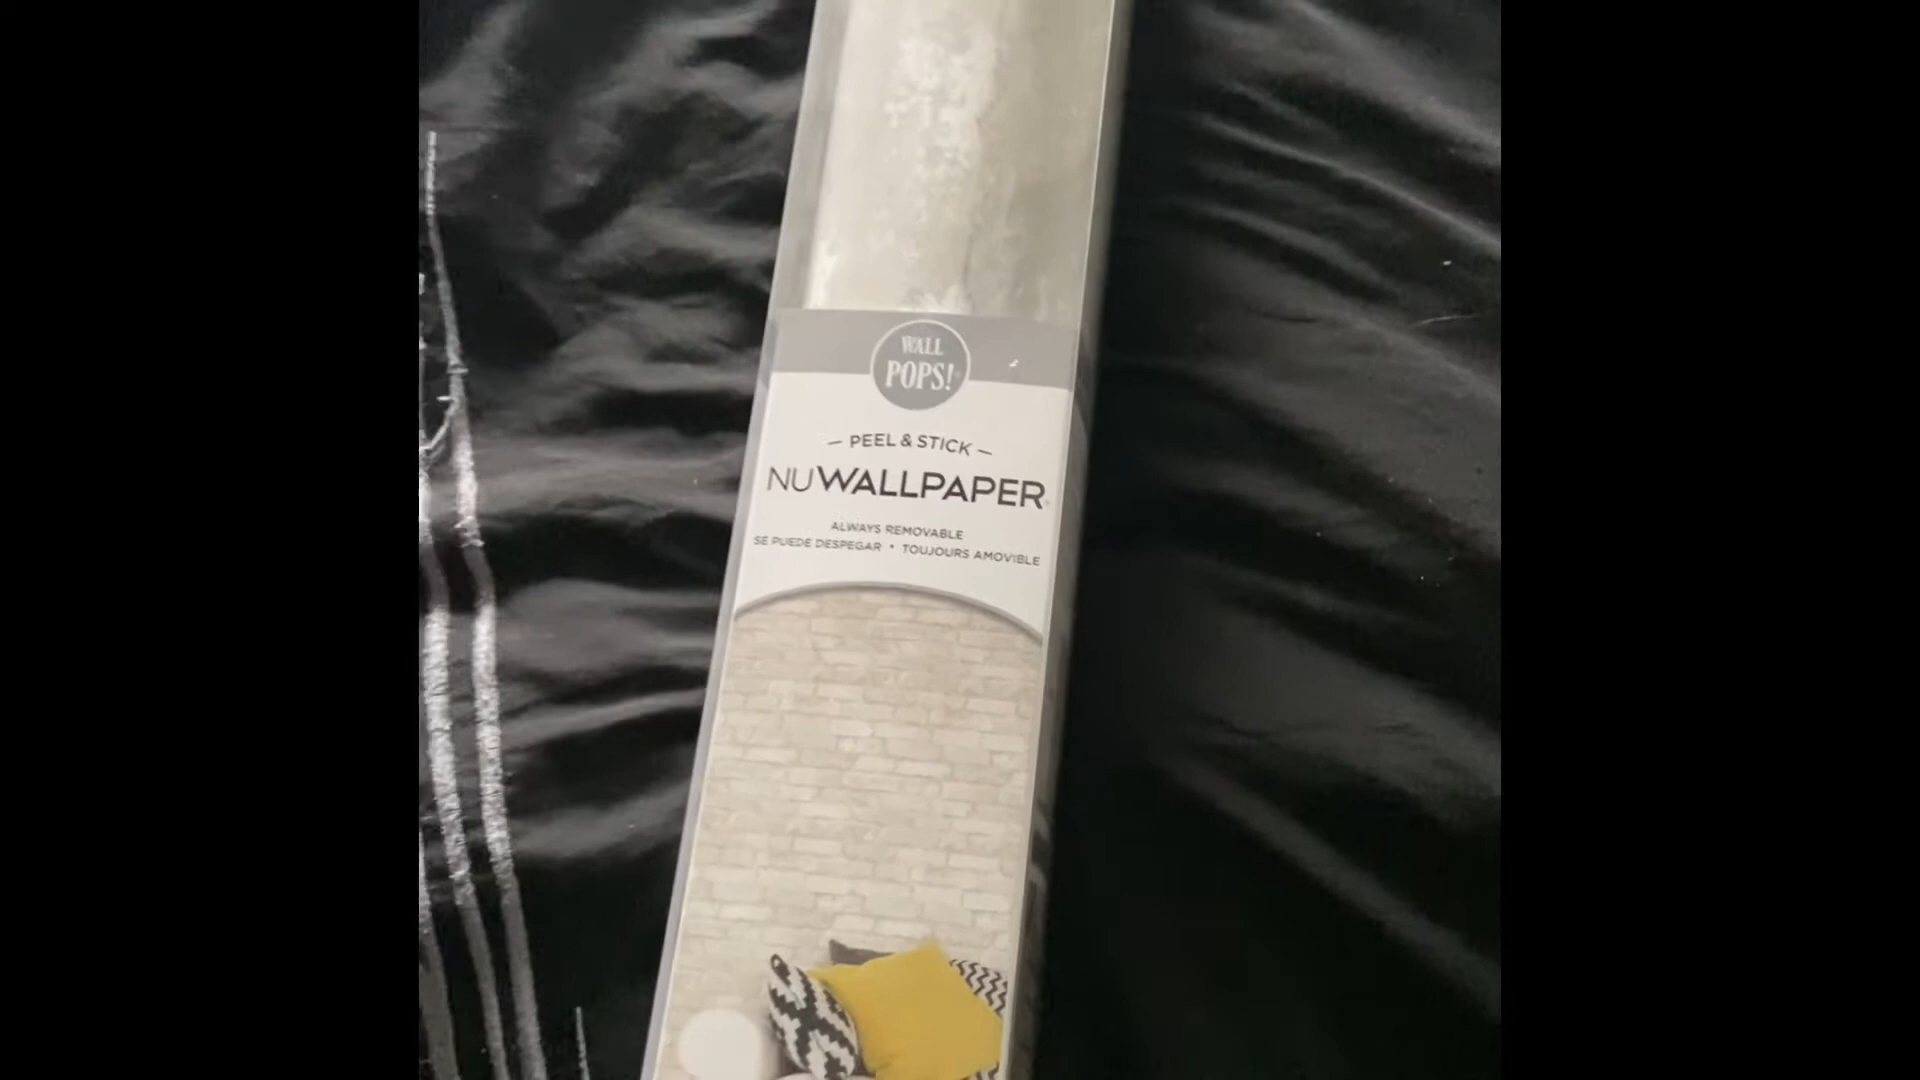 WALL
POPS!
— PEEL & STICK —
NUWALLPAPER
ALWAYS REMOVABLE
SE PUEDE DESPEGAR • TOUJOURS AMOVIBLE